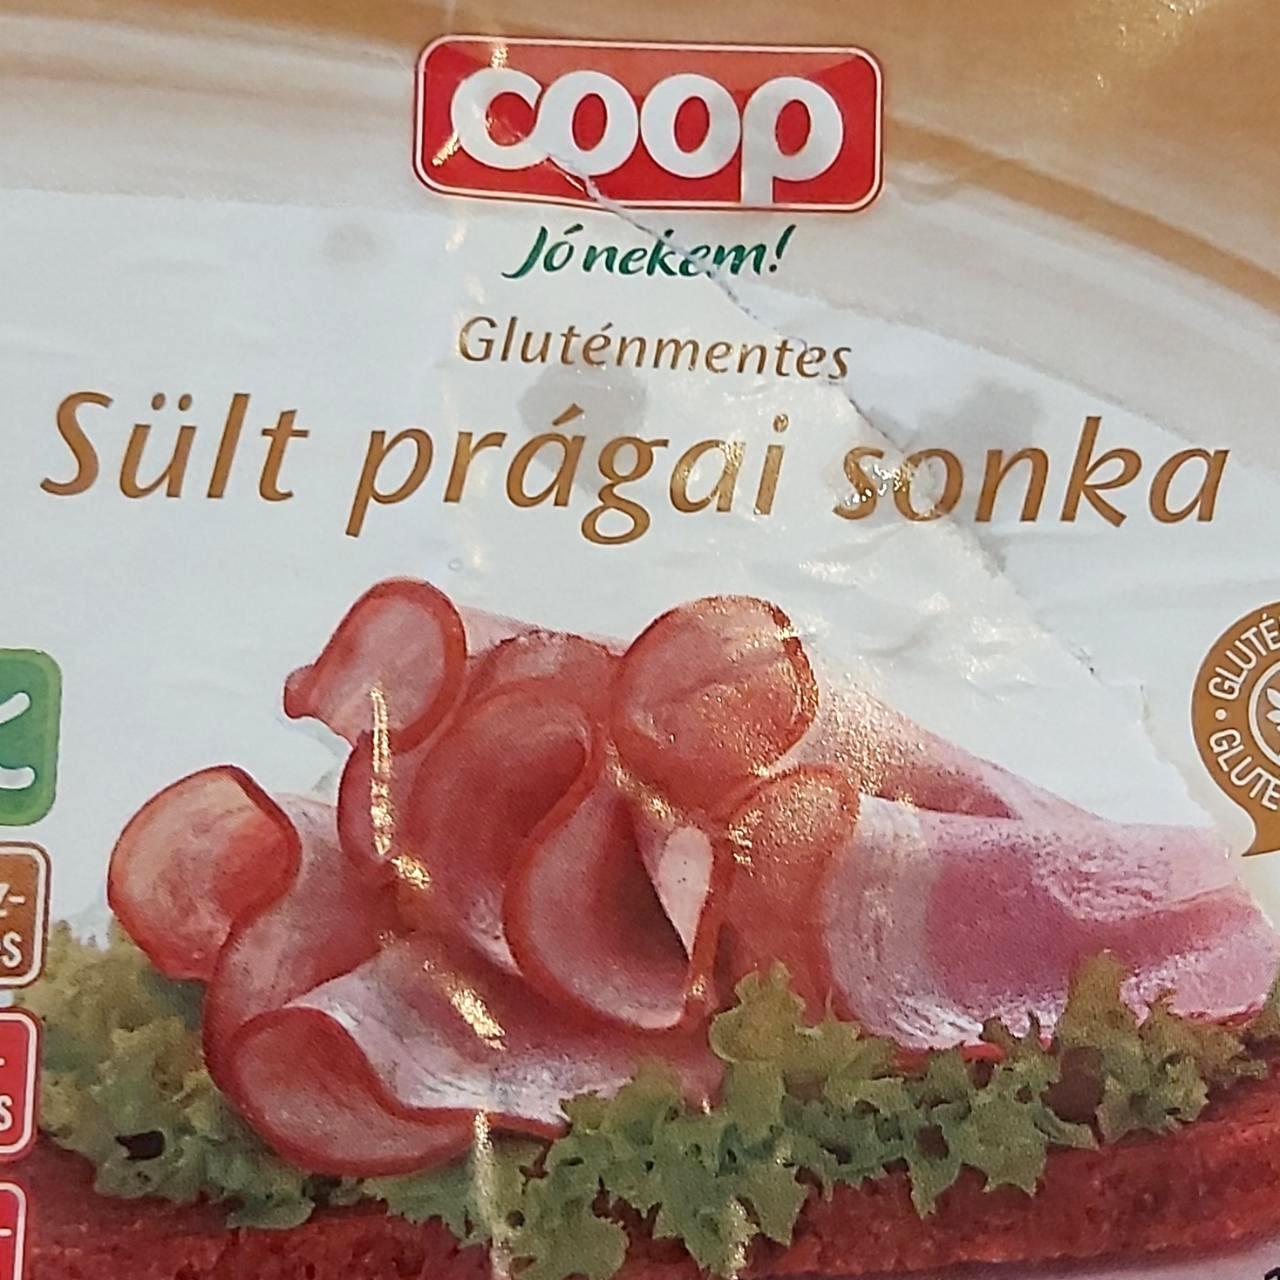 coop
Jó nekem!
Gluténmentes
Sült prágai sonka